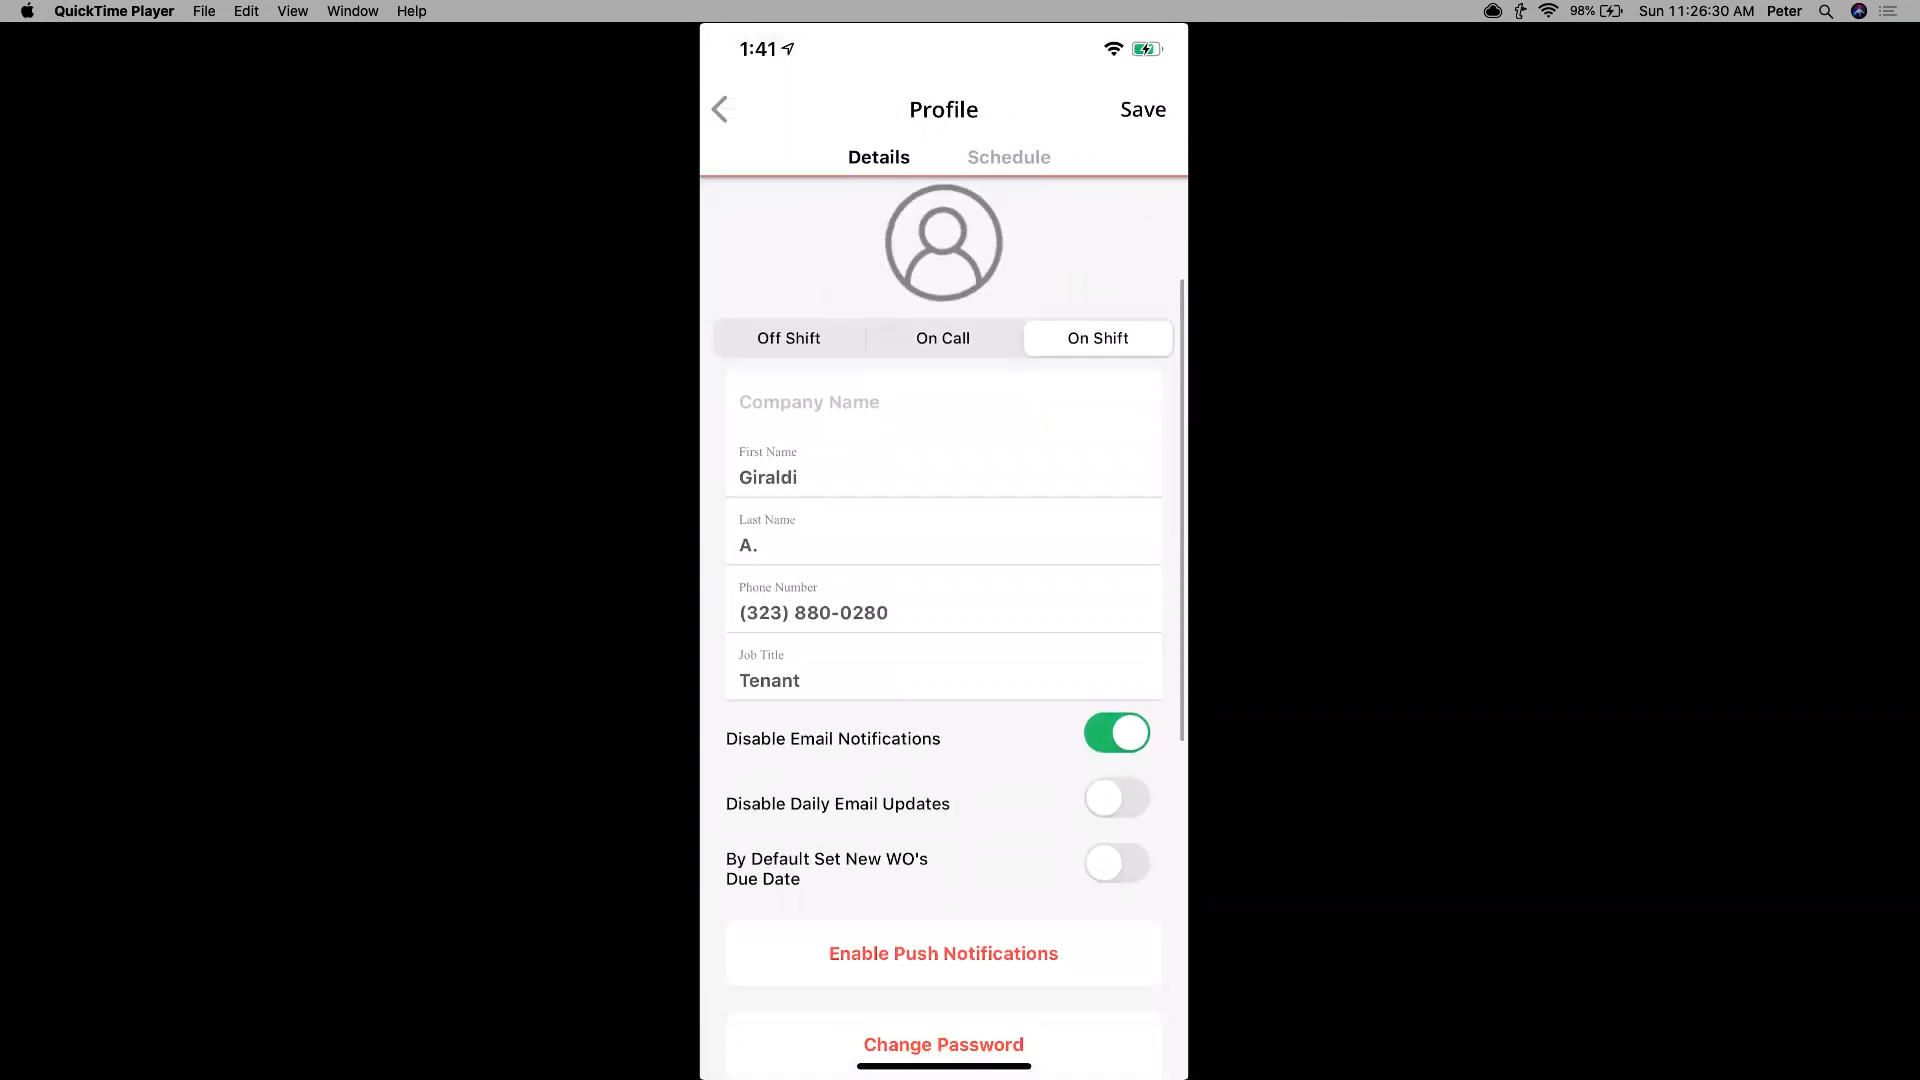 QuickTime Player File Edit View Window Help 98% Sun 11:26:30 AM Peter
1:41
Profile Save
Details Schedule
Off Shift On Call On Shift
Company Name
First Name
Giraldi
Last Name
A.
Phone Number
(323) 880-0280
Job Title
Tenant
Disable Email Notifications
Disable Daily Email Updates
By Default Set New WO's
Due Date
Enable Push Notifications
Change Password